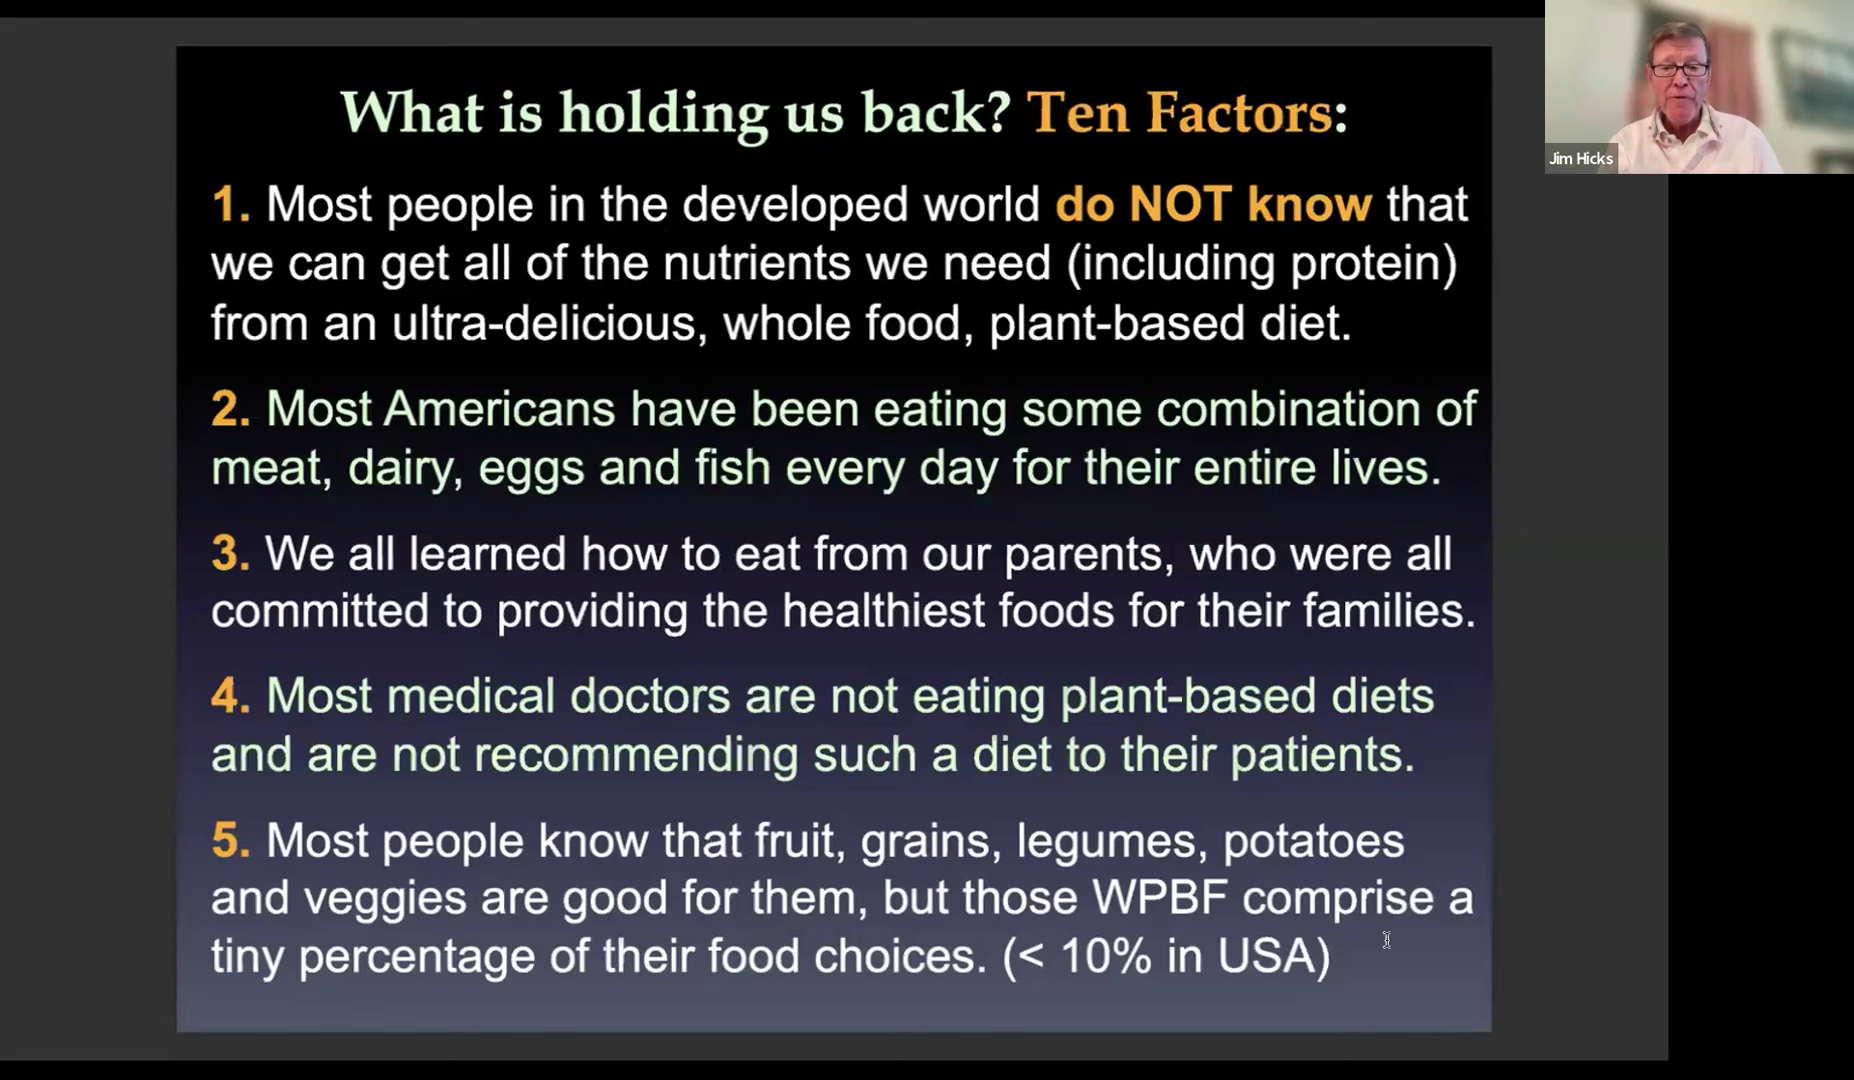 What is holding us back? Ten Factors:
1. Most people in the developed world do NOT know that
we can get all of the nutrients we need (including protein)
from an ultra-delicious, whole food, plant-based diet.
2. Most Americans have been eating some combination of
meat, dairy, eggs and fish every day for their entire lives.
3. We all learned how to eat from our parents, who were all
committed to providing the healthiest foods for their families.
4. Most medical doctors are not eating plant-based diets
and are not recommending such a diet to their patients.
5. Most people know that fruit, grains, legumes, potatoes
and veggies are good for them, but those WPBF comprise a
tiny percentage of their food choices. (< 10% in USA)
Jim Hicks